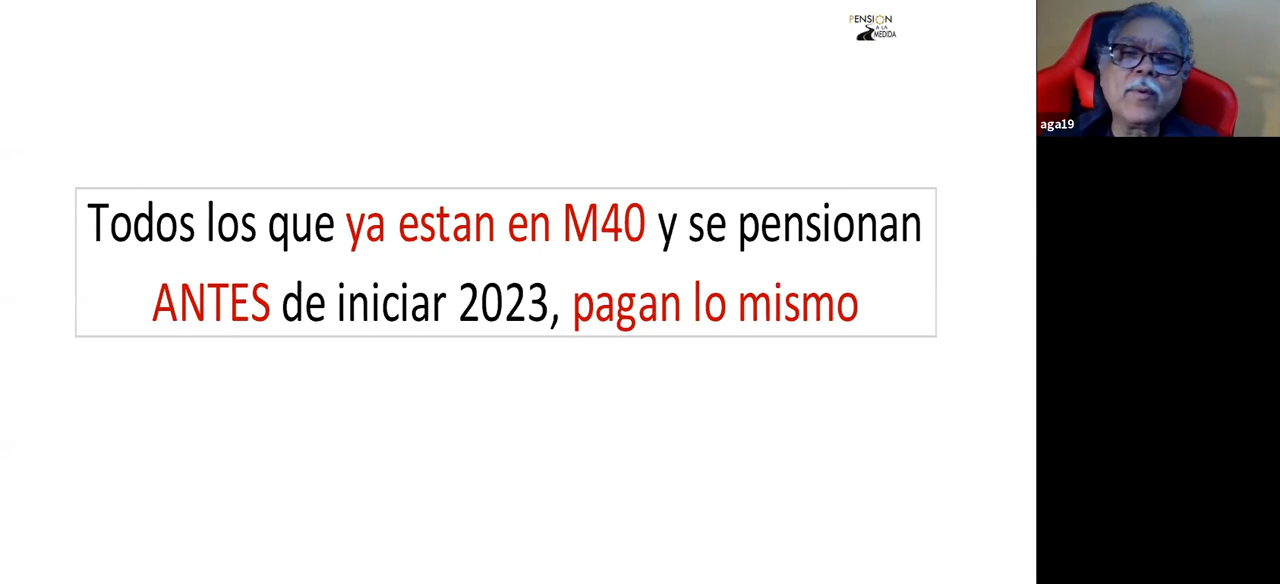 PENSION
A LA
MEDIDA
aga19
Todos los que ya estan en M40 y se pensionan
ANTES de iniciar 2023, pagan lo mismo